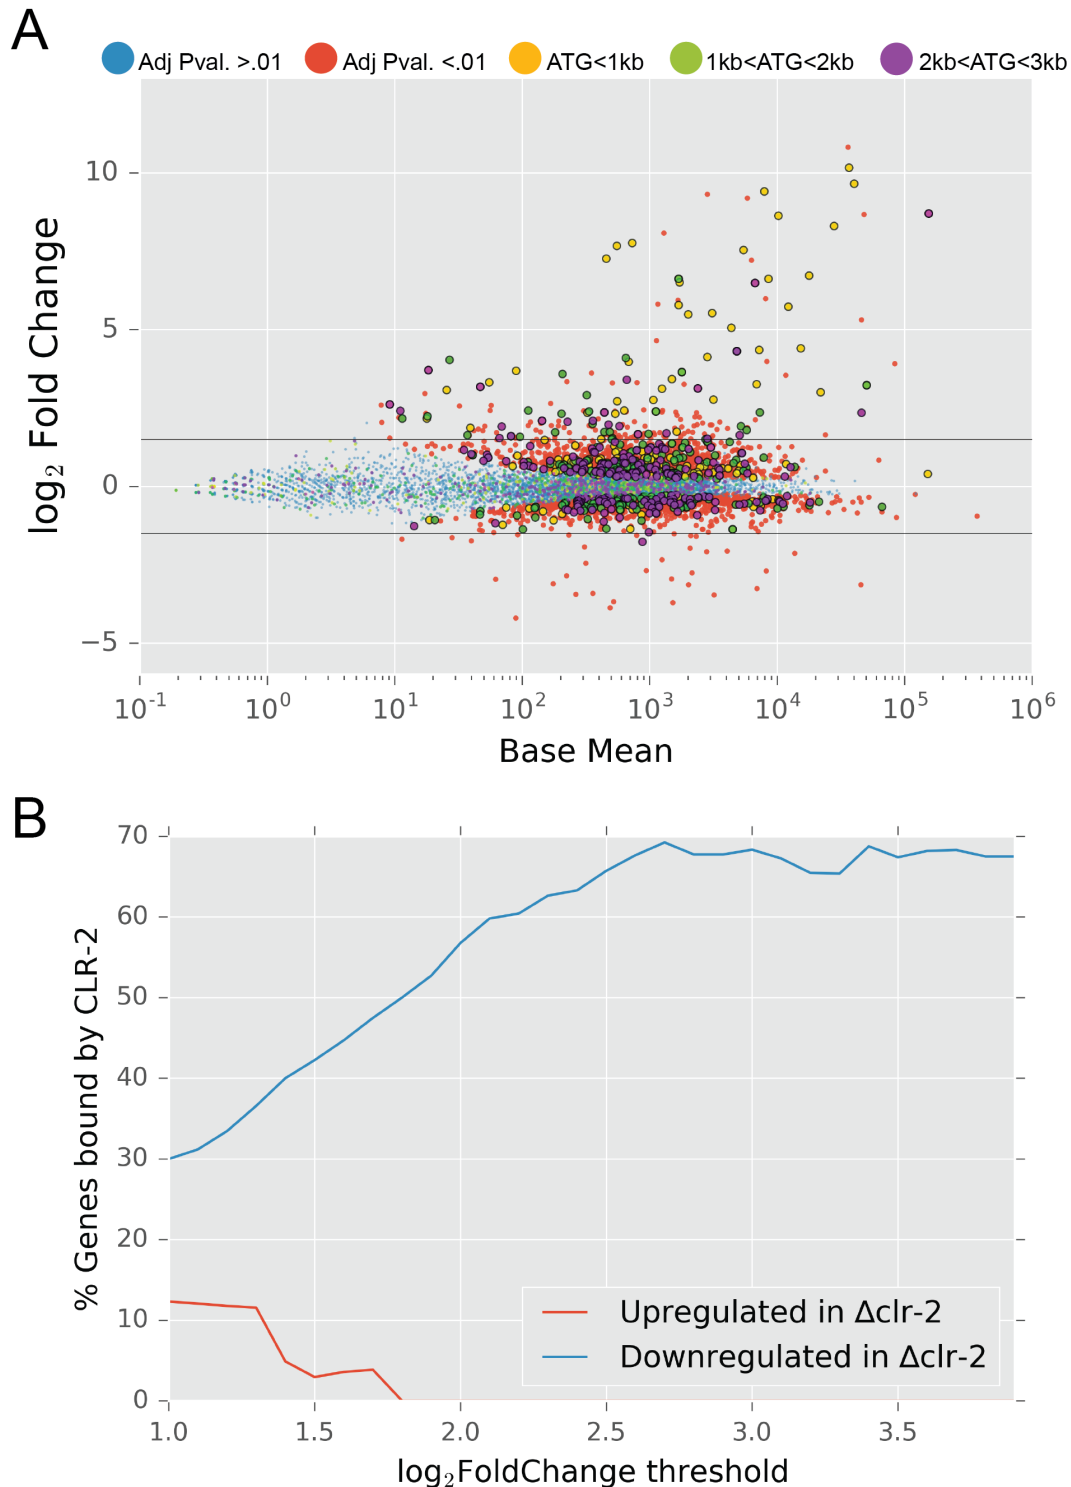 A
Adj Pval. >.01 Adj Pval. <.01 ATG<1kb 1kb<ATG<2kb 2kb<ATG<3kb
log₂ Fold Change
10
5
0
−5
10⁻¹ 10⁰ 10¹ 10² 10³ 10⁴ 10⁵ 10⁶
Base Mean
B
% Genes bound by CLR-2
70
60
50
40
30
20
10
0
Upregulated in Δclr-2
Downregulated in Δclr-2
1.0 1.5 2.0 2.5 3.0 3.5
log₂FoldChange threshold